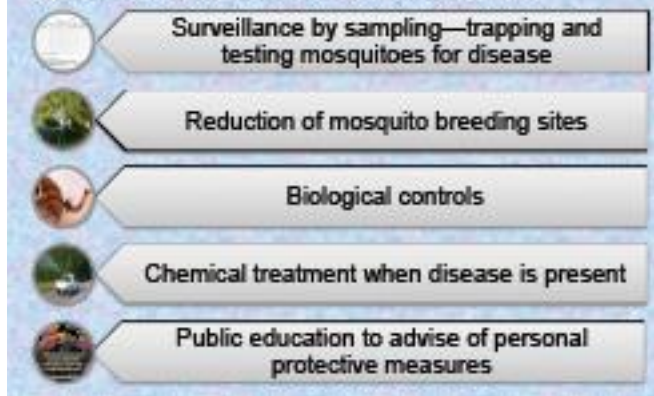 Surveillance by sampling—trapping and
testing mosquitoes for disease
Reduction of mosquito breeding sites
Biological controls
Chemical treatment when disease is present
Public education to advise of personal
protective measures